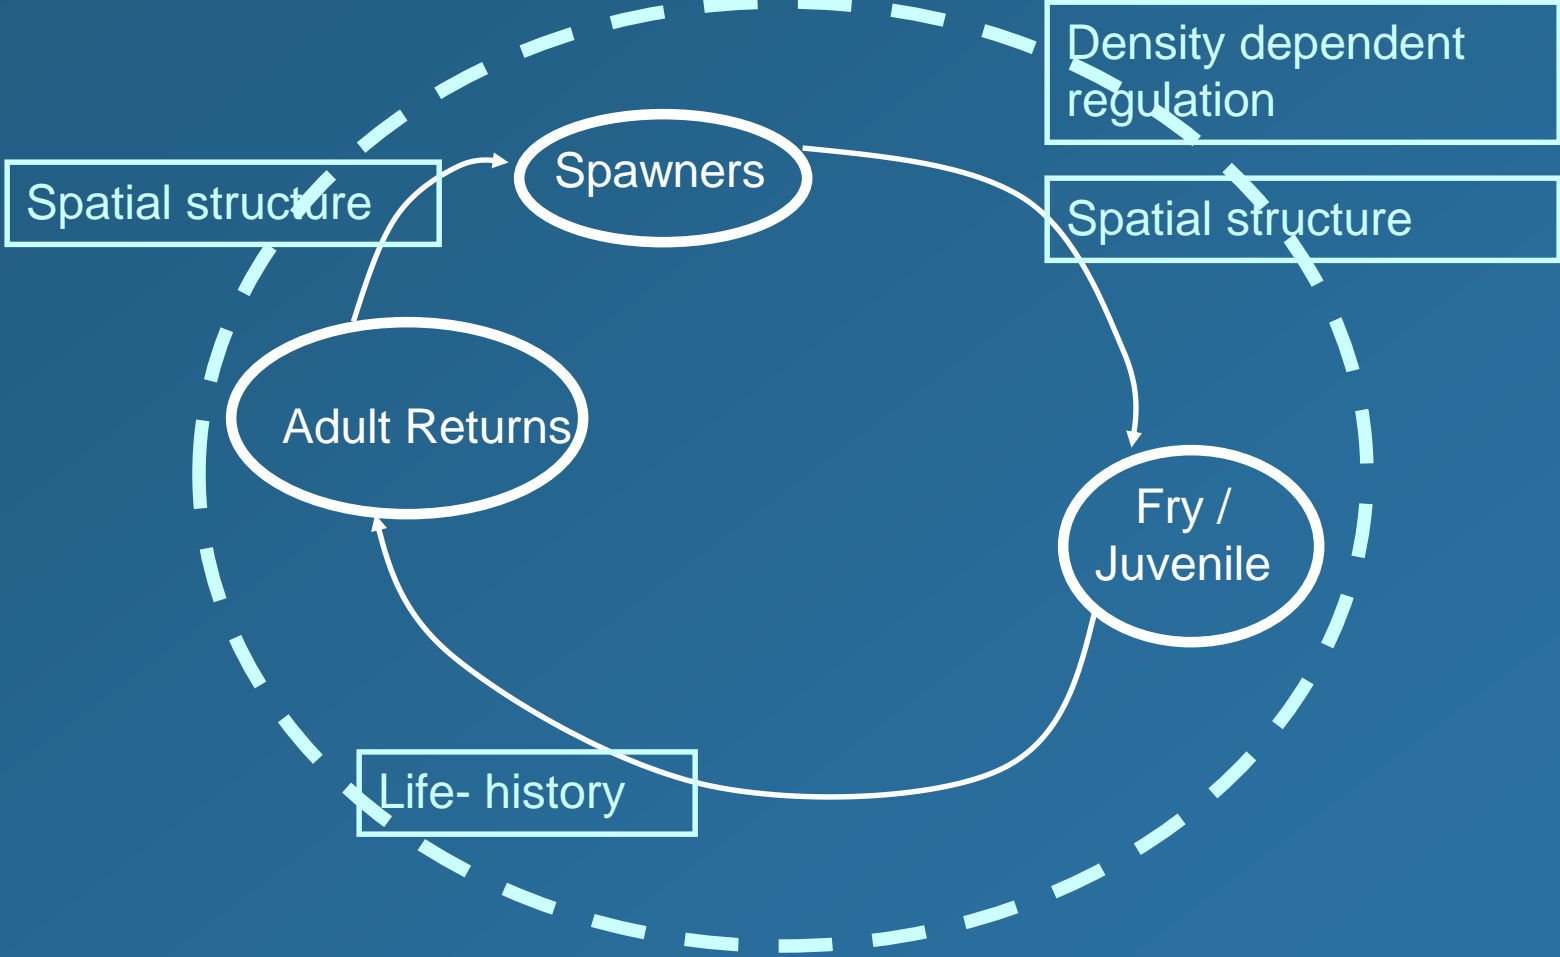 Density dependent
regulation
Spawners
Spatial structure
Spatial structure
Adult Returns
Fry /
Juvenile
Life- history